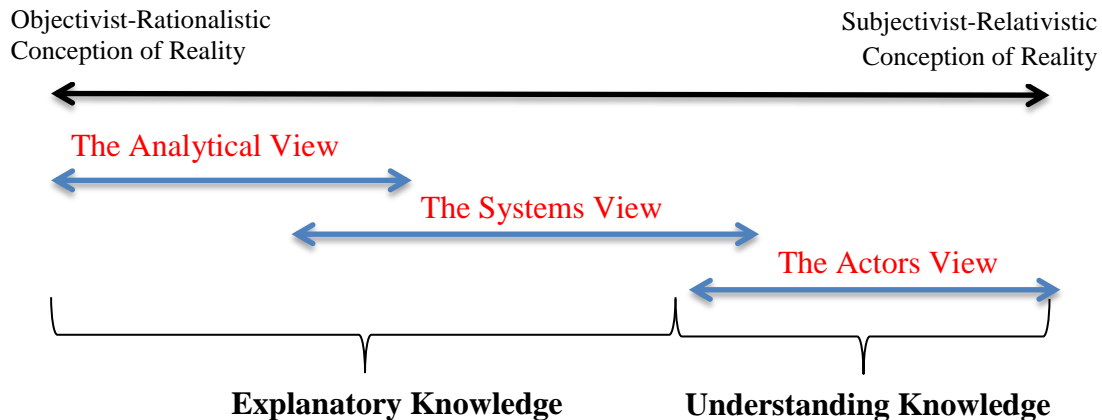 Objectivist-Rationalistic
Conception of Reality
Subjectivist-Relativistic
Conception of Reality
The Analytical View
The Systems View
The Actors View
Explanatory Knowledge
Understanding Knowledge